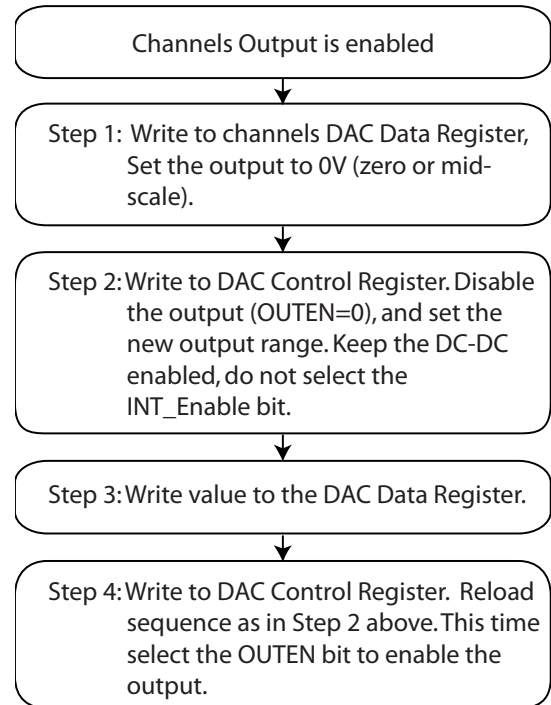 Channels Output is enabled
Step 1: Write to channels DAC Data Register,
Set the output to 0V (zero or mid-
scale).
Step 2: Write to DAC Control Register. Disable
the output (OUTEN=0), and set the
new output range. Keep the DC-DC
enabled, do not select the
INT_Enable bit.
Step 3: Write value to the DAC Data Register.
Step 4: Write to DAC Control Register. Reload
sequence as in Step 2 above. This time
select the OUTEN bit to enable the
output.